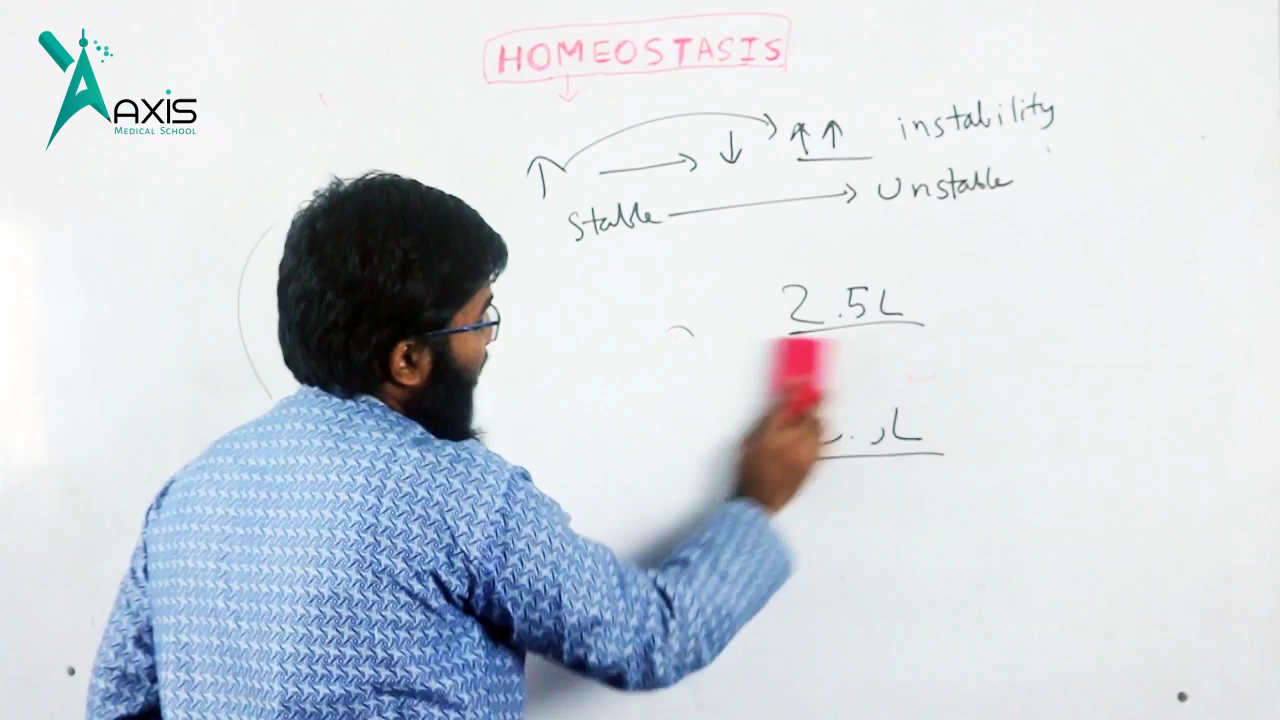 AXIS
MEDICAL SCHOOL
HOMEOSTASIS
↑ → ↓ ↑↑ instability
Stable → Unstable
2.5L